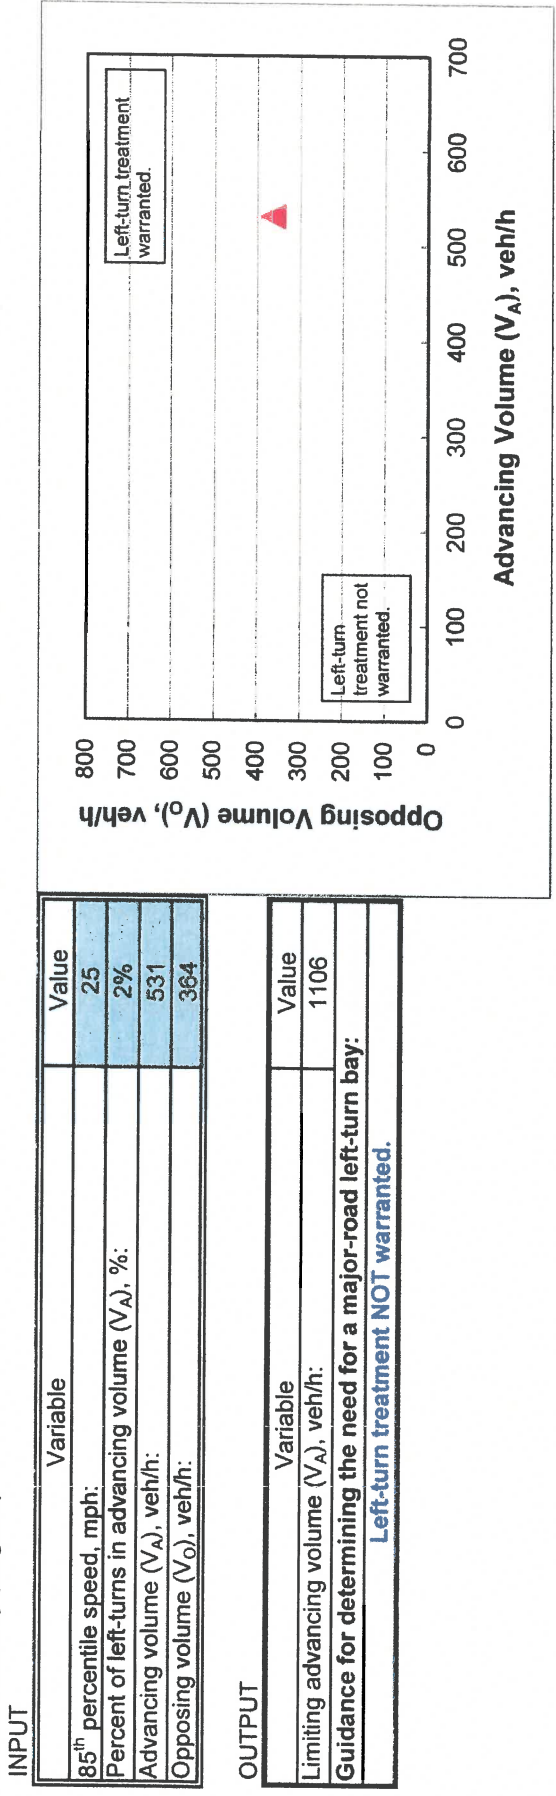 INPUT
Variable Value
85th percentile speed, mph: 25
Percent of left-turns in advancing volume (VA), %: 2%
Advancing volume (VA), veh/h: 531
Opposing volume (VO), veh/h: 364
OUTPUT
Variable Value
Limiting advancing volume (VA), veh/h: 1106
Guidance for determining the need for a major-road left-turn bay:
Left-turn treatment NOT warranted.
Opposing Volume (VO), veh/h
800
700
600
500
400
300
200
100
0
Left-turn treatment
warranted.
Left-turn
treatment not
warranted.
0 100 200 300 400 500 600 700
Advancing Volume (VA), veh/h